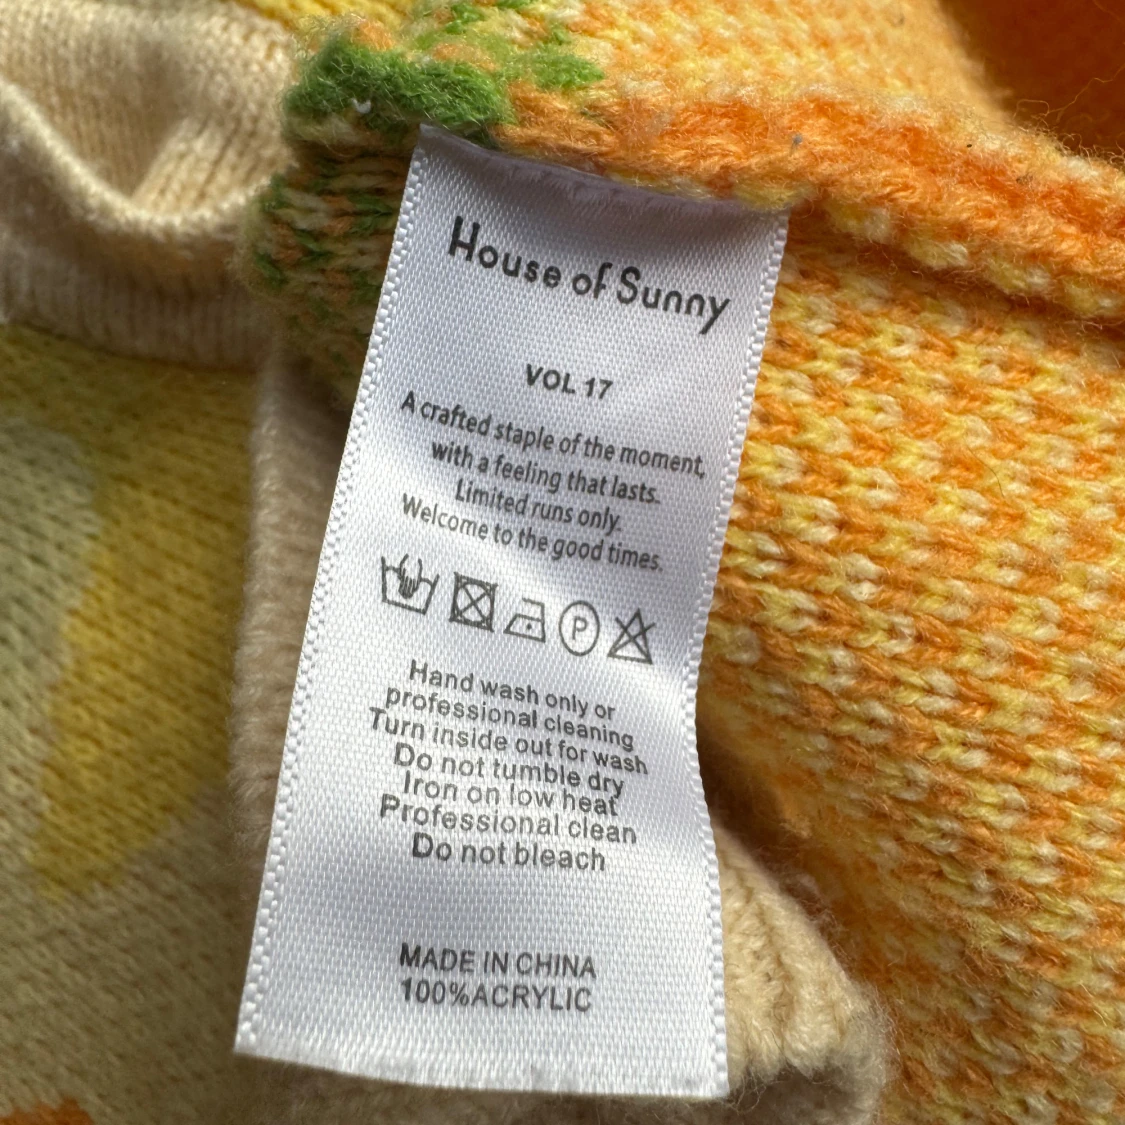 House of Sunny
VOL 17
A crafted staple of the moment,
with a feeling that lasts.
Limited runs only.
Welcome to the good times.
P
Hand wash only or
professional cleaning
Turn inside out for wash
Do not tumble dry
Iron on low heat
Professional clean
Do not bleach
MADE IN CHINA
100%ACRYLIC